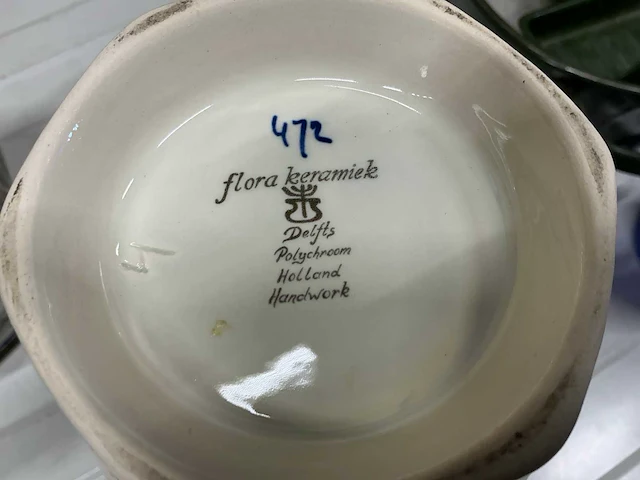 472
flora keramiek
Delfts
Polychroom
Holland
Handwork